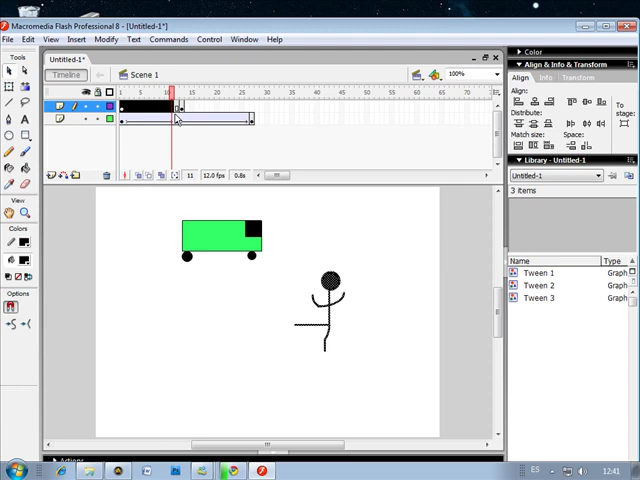 Macromedia Flash Professional 8 - [Untitled-1*]
File Edit View Insert Modify Text Commands Control Window Help
Tools
Untitled-1*
Timeline
Scene 1
100%
1 5 10 15 20 25 30 35 40 45 50 55 60 65 70 75
11 12.0 fps 0.8s
View
Colors
Options
Color
Align & Info & Transform
Align Info Transform
Align:
Distribute:
Match size: Space:
Library - Untitled-1
Untitled-1
3 items
Name Type
Tween 1 Graph
Tween 2 Graph
Tween 3 Graph
Actions
ES 12:41